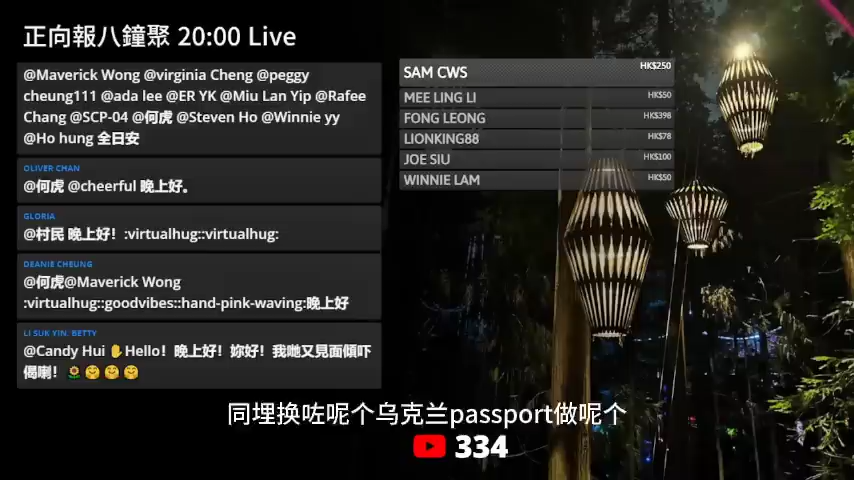 正向報八鐘聚 20:00 Live
@Maverick Wong @virginia Cheng @peggy
cheung111 @ada lee @ER YK @Miu Lan Yip @Rafee
Chang @SCP-04 @何虎 @Steven Ho @Winnie yy
@Ho hung 全日安
OLIVER CHAN
@何虎 @cheerful 晚上好。
GLORIA
@村民 晚上好！:virtualhug::virtualhug:
DEANIE CHEUNG
@何虎@Maverick Wong
:virtualhug::goodvibes::hand-pink-waving:晚上好
LI SUK YIN. BETTY
@Candy Hui ✋Hello！晚上好！妳好！我哋又見面傾吓
偈喇！🌻🤗🤗🤗
SAM CWS HK$250
MEE LING LI HK$50
FONG LEONG HK$398
LIONKING88 HK$78
JOE SIU HK$100
WINNIE LAM HK$50
同埋换咗呢个乌克兰passport做呢个
334